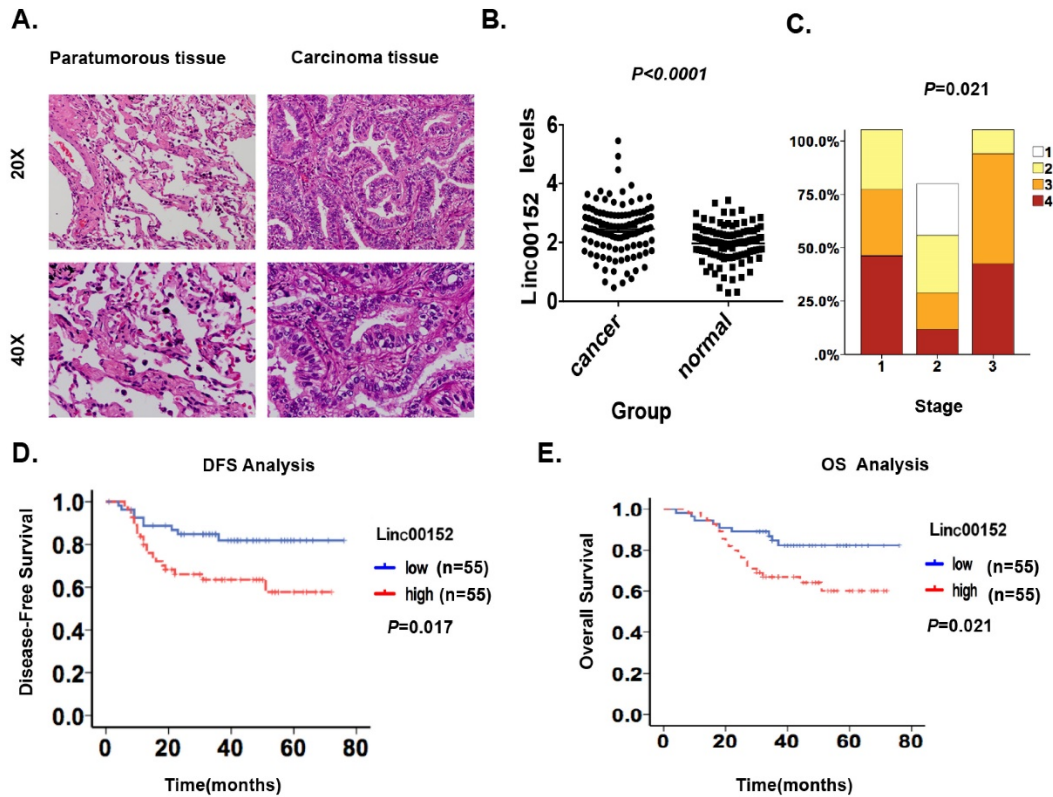 A.
Paratumorous tissue Carcinoma tissue
20X
40X
B.
P<0.0001
Linc00152 levels
6
4
2
0
cancer normal
Group
C.
P=0.021
100.0%
75.0%
50.0%
25.0%
.0%
1
2
3
4
1 2 3
Stage
D.
DFS Analysis
Disease-Free Survival
1.0
0.8
0.6
0.4
0.2
0.0
0 20 40 60 80
Time(months)
Linc00152
low (n=55)
high (n=55)
P=0.017
E.
OS Analysis
Overall Survival
1.0
0.8
0.6
0.4
0.2
0.0
0 20 40 60 80
Time(months)
Linc00152
low (n=55)
high (n=55)
P=0.021